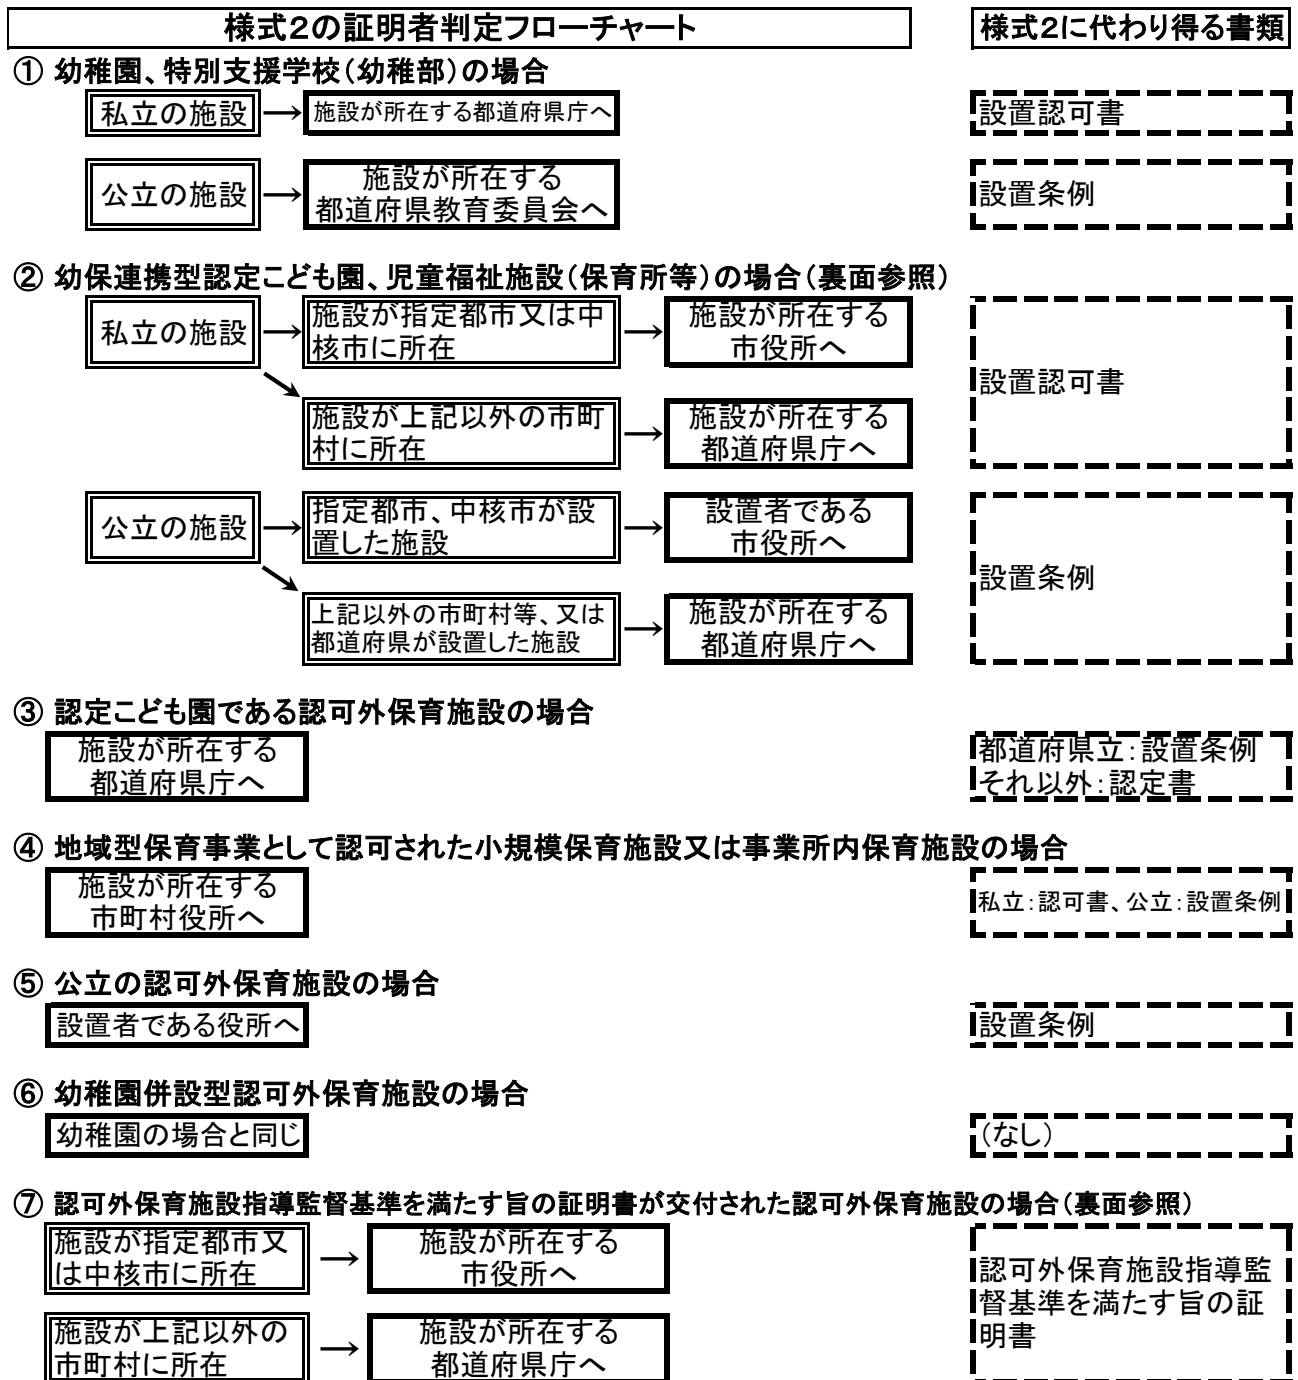 様式２の証明者判定フローチャート
様式２に代わり得る書類
① 幼稚園、特別支援学校（幼稚部）の場合
私立の施設
→
施設が所在する都道府県庁へ
設置認可書
公立の施設
→
施設が所在する
都道府県教育委員会へ
設置条例
② 幼保連携型認定こども園、児童福祉施設（保育所等）の場合（裏面参照）
私立の施設
→
施設が指定都市又は中
核市に所在
→
施設が所在する
市役所へ
設置認可書
施設が上記以外の市町
村に所在
→
施設が所在する
都道府県庁へ
公立の施設
→
指定都市、中核市が設
置した施設
→
設置者である
市役所へ
設置条例
上記以外の市町村等、又は
都道府県が設置した施設
→
施設が所在する
都道府県庁へ
③ 認定こども園である認可外保育施設の場合
施設が所在する
都道府県庁へ
都道府県立：設置条例
それ以外：認定書
④ 地域型保育事業として認可された小規模保育施設又は事業所内保育施設の場合
施設が所在する
市町村役所へ
私立：認可書、公立：設置条例
⑤ 公立の認可外保育施設の場合
設置者である役所へ
設置条例
⑥ 幼稚園併設型認可外保育施設の場合
幼稚園の場合と同じ
（なし）
⑦ 認可外保育施設指導監督基準を満たす旨の証明書が交付された認可外保育施設の場合（裏面参照）
施設が指定都市又
は中核市に所在
→
施設が所在する
市役所へ
認可外保育施設指導監
督基準を満たす旨の証
明書
施設が上記以外の
市町村に所在
→
施設が所在する
都道府県庁へ